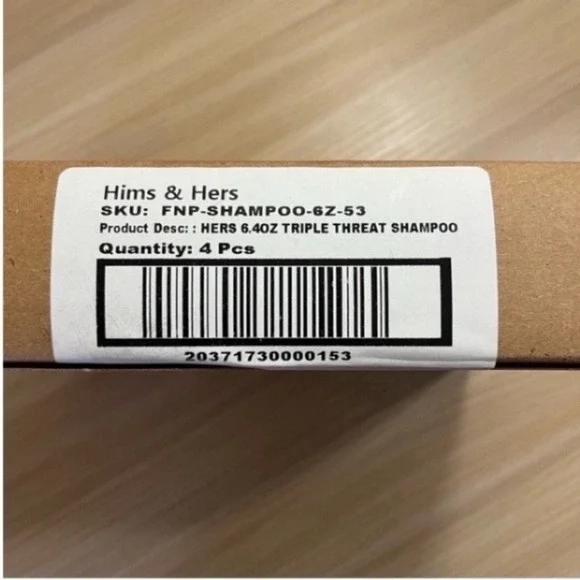 Hims & Hers
SKU: FNP-SHAMPOO-6Z-53
Product Desc: : HERS 6.4OZ TRIPLE THREAT SHAMPOO
Quantity: 4 Pcs
20371730000153